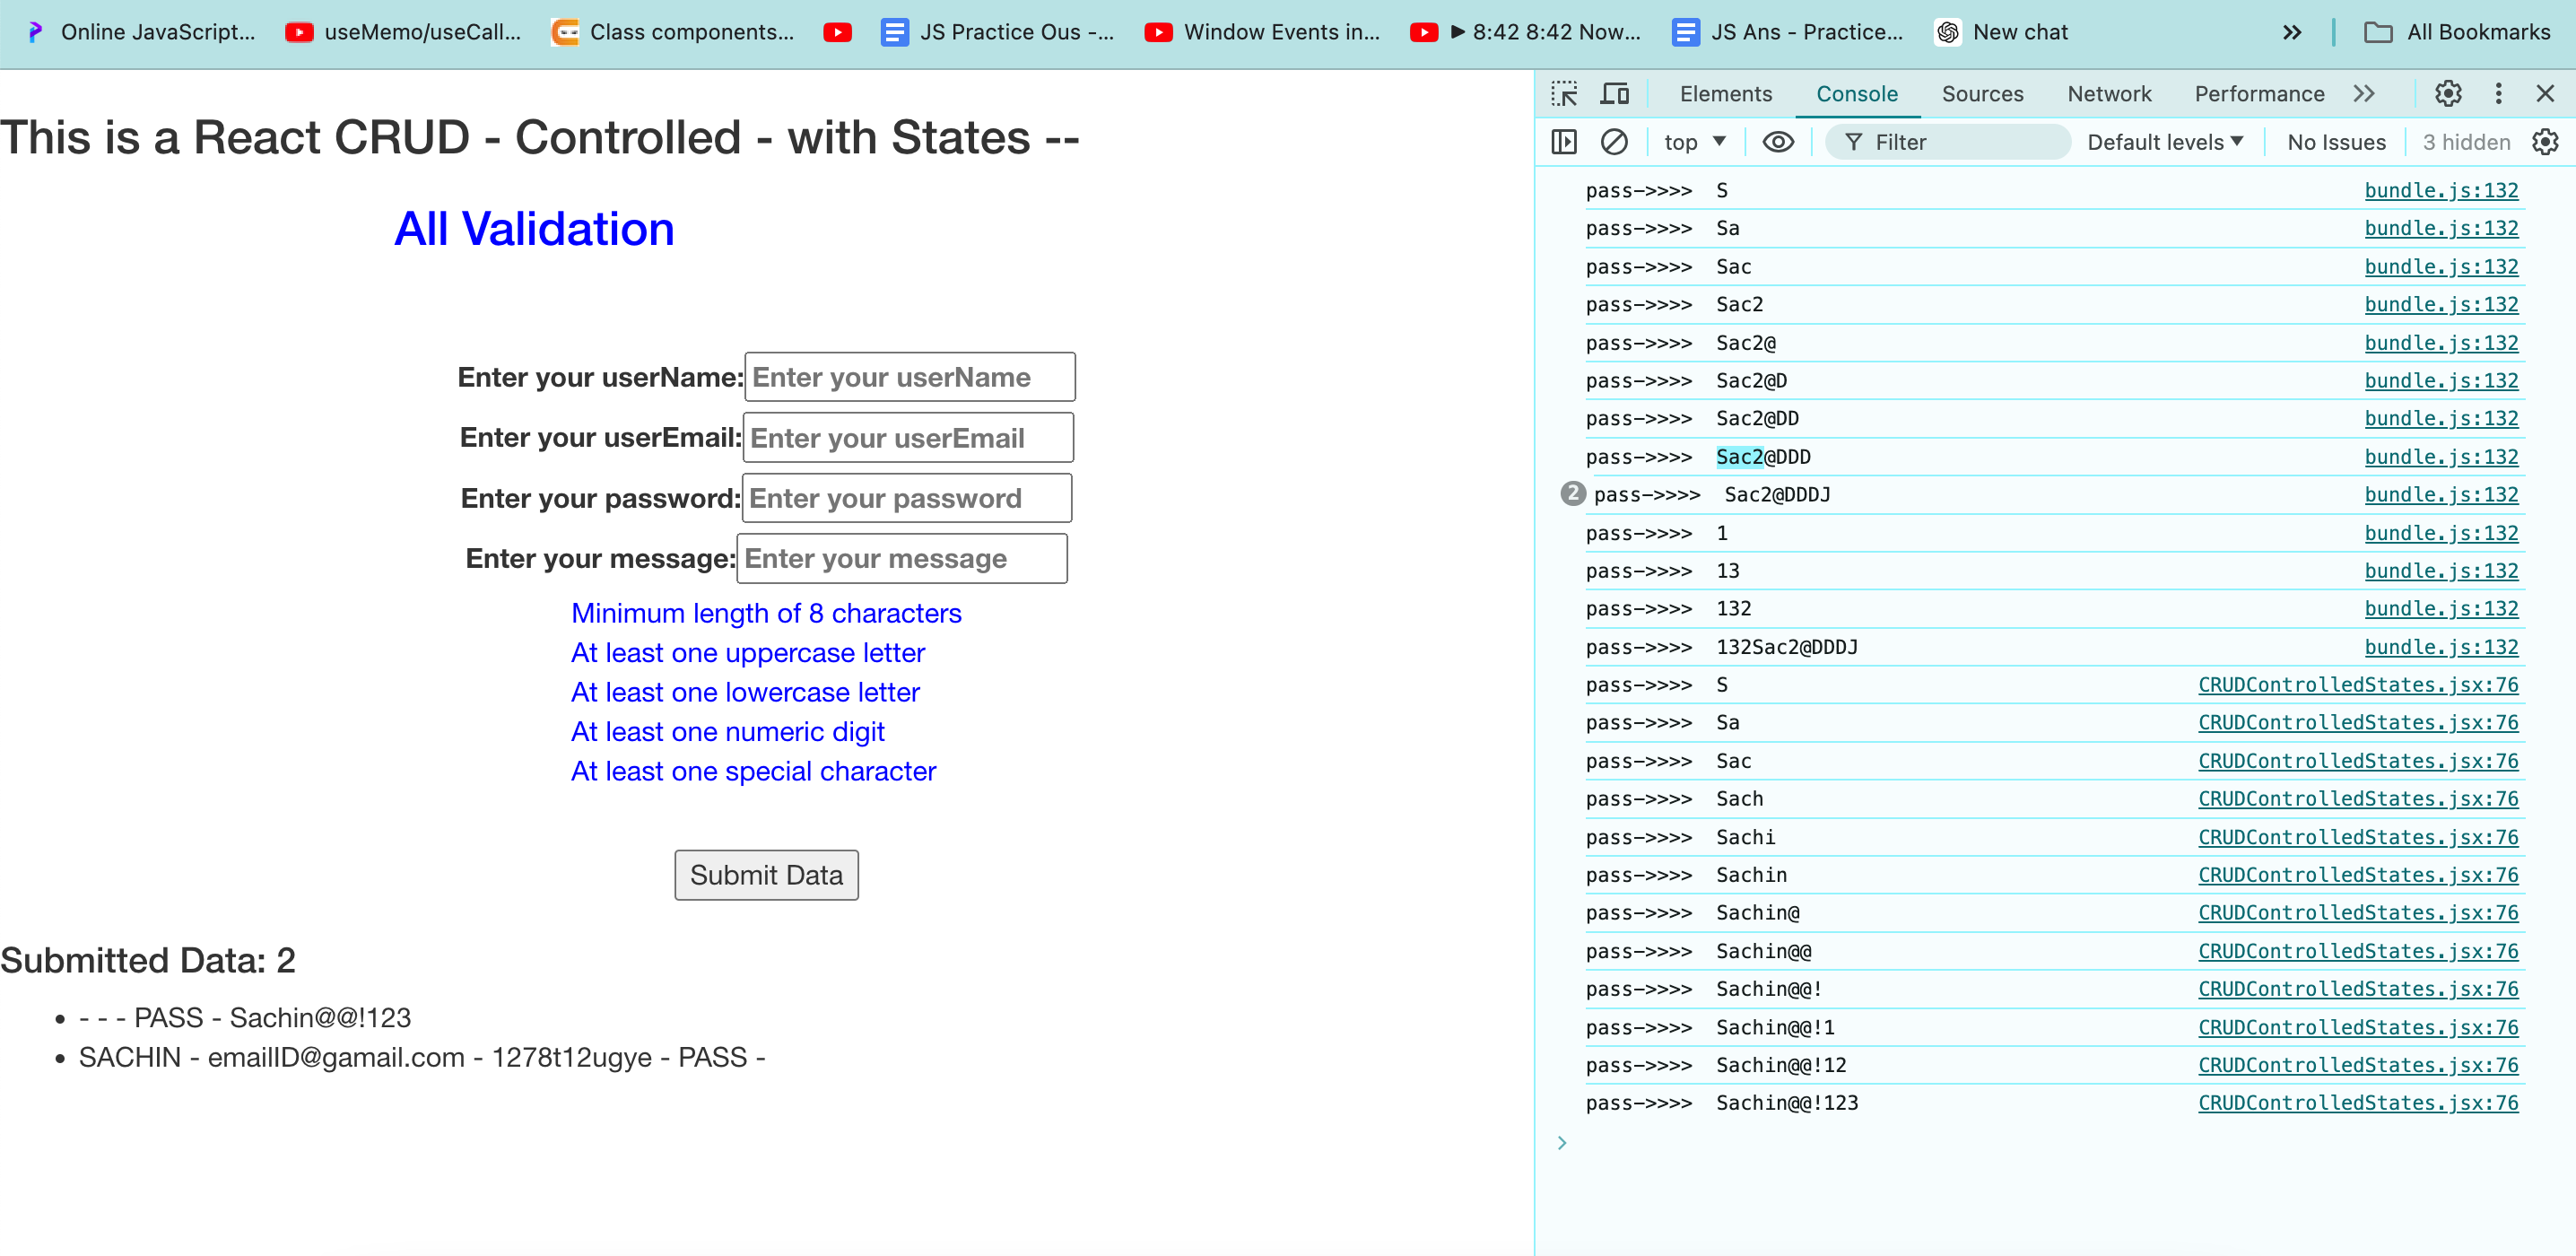 Online JavaScript... useMemo/useCall... Class components... JS Practice Ous -... Window Events in... ▶ 8:42 8:42 Now... JS Ans - Practice... New chat » All Bookmarks
This is a React CRUD - Controlled - with States --
All Validation
Enter your userName: Enter your userName
Enter your userEmail: Enter your userEmail
Enter your password: Enter your password
Enter your message: Enter your message
Minimum length of 8 characters
At least one uppercase letter
At least one lowercase letter
At least one numeric digit
At least one special character
Submit Data
Submitted Data: 2
• - - - PASS - Sachin@@!123
• SACHIN - emailID@gamail.com - 1278t12ugye - PASS -
Elements Console Sources Network Performance »
top ▼ Filter Default levels ▼ No Issues 3 hidden
pass->>>> S bundle.js:132
pass->>>> Sa bundle.js:132
pass->>>> Sac bundle.js:132
pass->>>> Sac2 bundle.js:132
pass->>>> Sac2@ bundle.js:132
pass->>>> Sac2@D bundle.js:132
pass->>>> Sac2@DD bundle.js:132
pass->>>> Sac2@DDD bundle.js:132
2 pass->>>> Sac2@DDDJ bundle.js:132
pass->>>> 1 bundle.js:132
pass->>>> 13 bundle.js:132
pass->>>> 132 bundle.js:132
pass->>>> 132Sac2@DDDJ bundle.js:132
pass->>>> S CRUDControlledStates.jsx:76
pass->>>> Sa CRUDControlledStates.jsx:76
pass->>>> Sac CRUDControlledStates.jsx:76
pass->>>> Sach CRUDControlledStates.jsx:76
pass->>>> Sachi CRUDControlledStates.jsx:76
pass->>>> Sachin CRUDControlledStates.jsx:76
pass->>>> Sachin@ CRUDControlledStates.jsx:76
pass->>>> Sachin@@ CRUDControlledStates.jsx:76
pass->>>> Sachin@@! CRUDControlledStates.jsx:76
pass->>>> Sachin@@!1 CRUDControlledStates.jsx:76
pass->>>> Sachin@@!12 CRUDControlledStates.jsx:76
pass->>>> Sachin@@!123 CRUDControlledStates.jsx:76
>